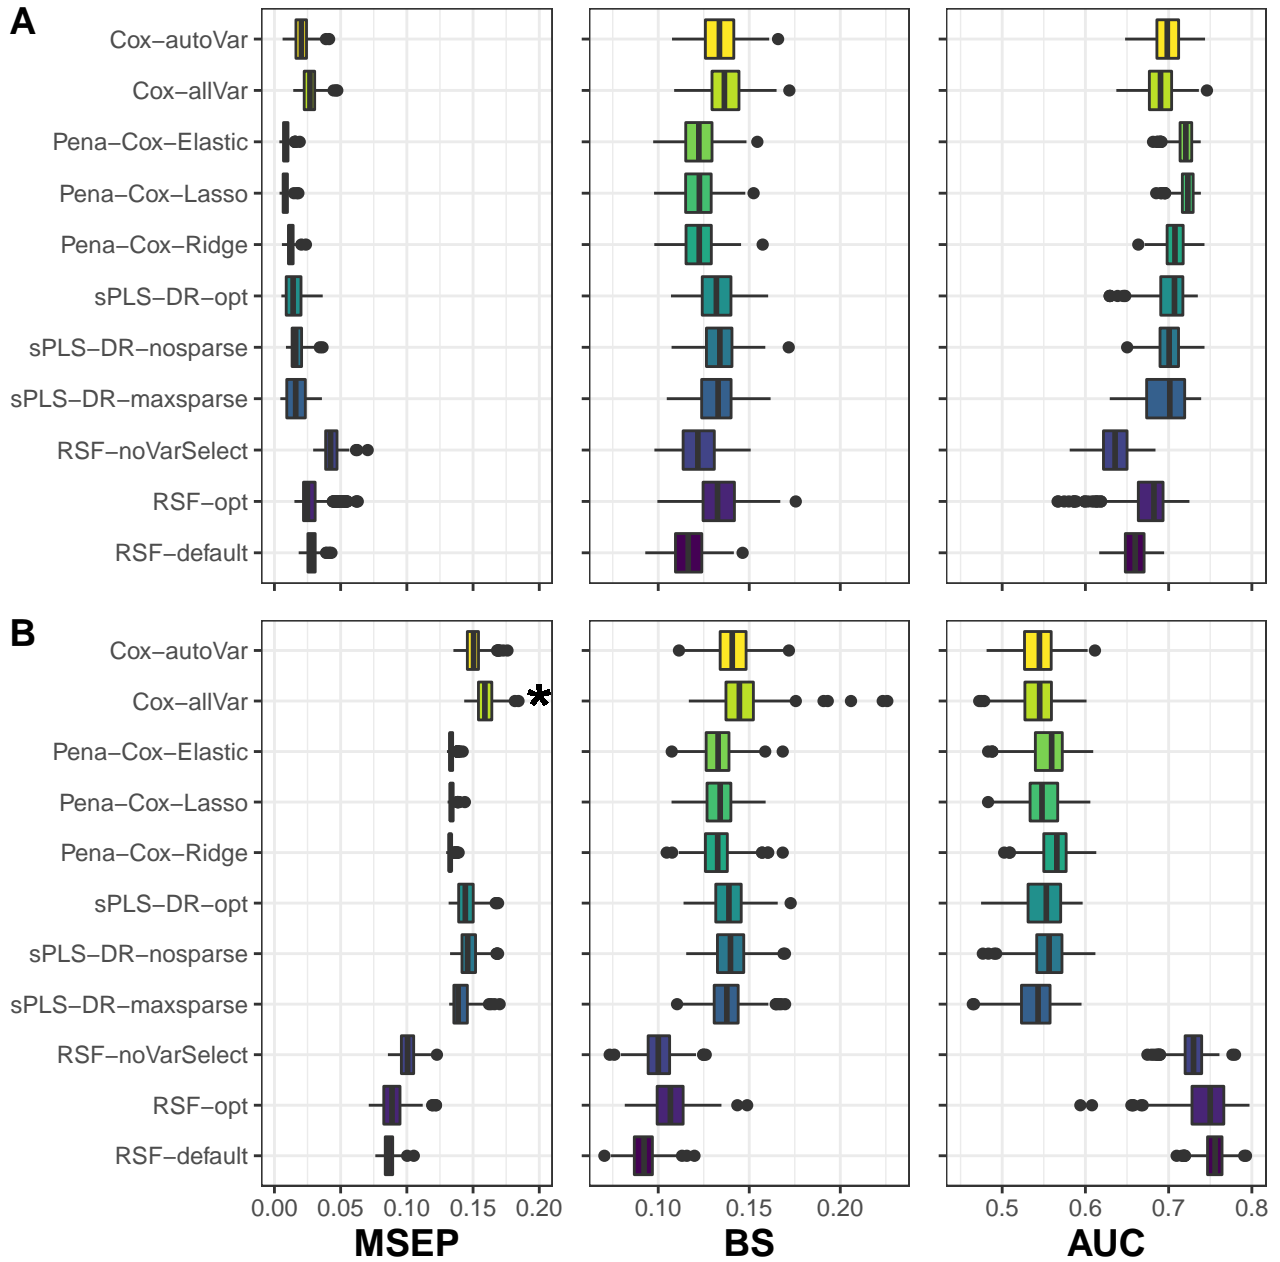 A
Cox−autoVar
Cox−allVar
Pena−Cox−Elastic
Pena−Cox−Lasso
Pena−Cox−Ridge
sPLS−DR−opt
sPLS−DR−nosparse
sPLS−DR−maxsparse
RSF−noVarSelect
RSF−opt
RSF−default
B
Cox−autoVar
Cox−allVar *
Pena−Cox−Elastic
Pena−Cox−Lasso
Pena−Cox−Ridge
sPLS−DR−opt
sPLS−DR−nosparse
sPLS−DR−maxsparse
RSF−noVarSelect
RSF−opt
RSF−default
0.00 0.05 0.10 0.15 0.20 0.10 0.15 0.20 0.5 0.6 0.7 0.8
MSEP BS AUC